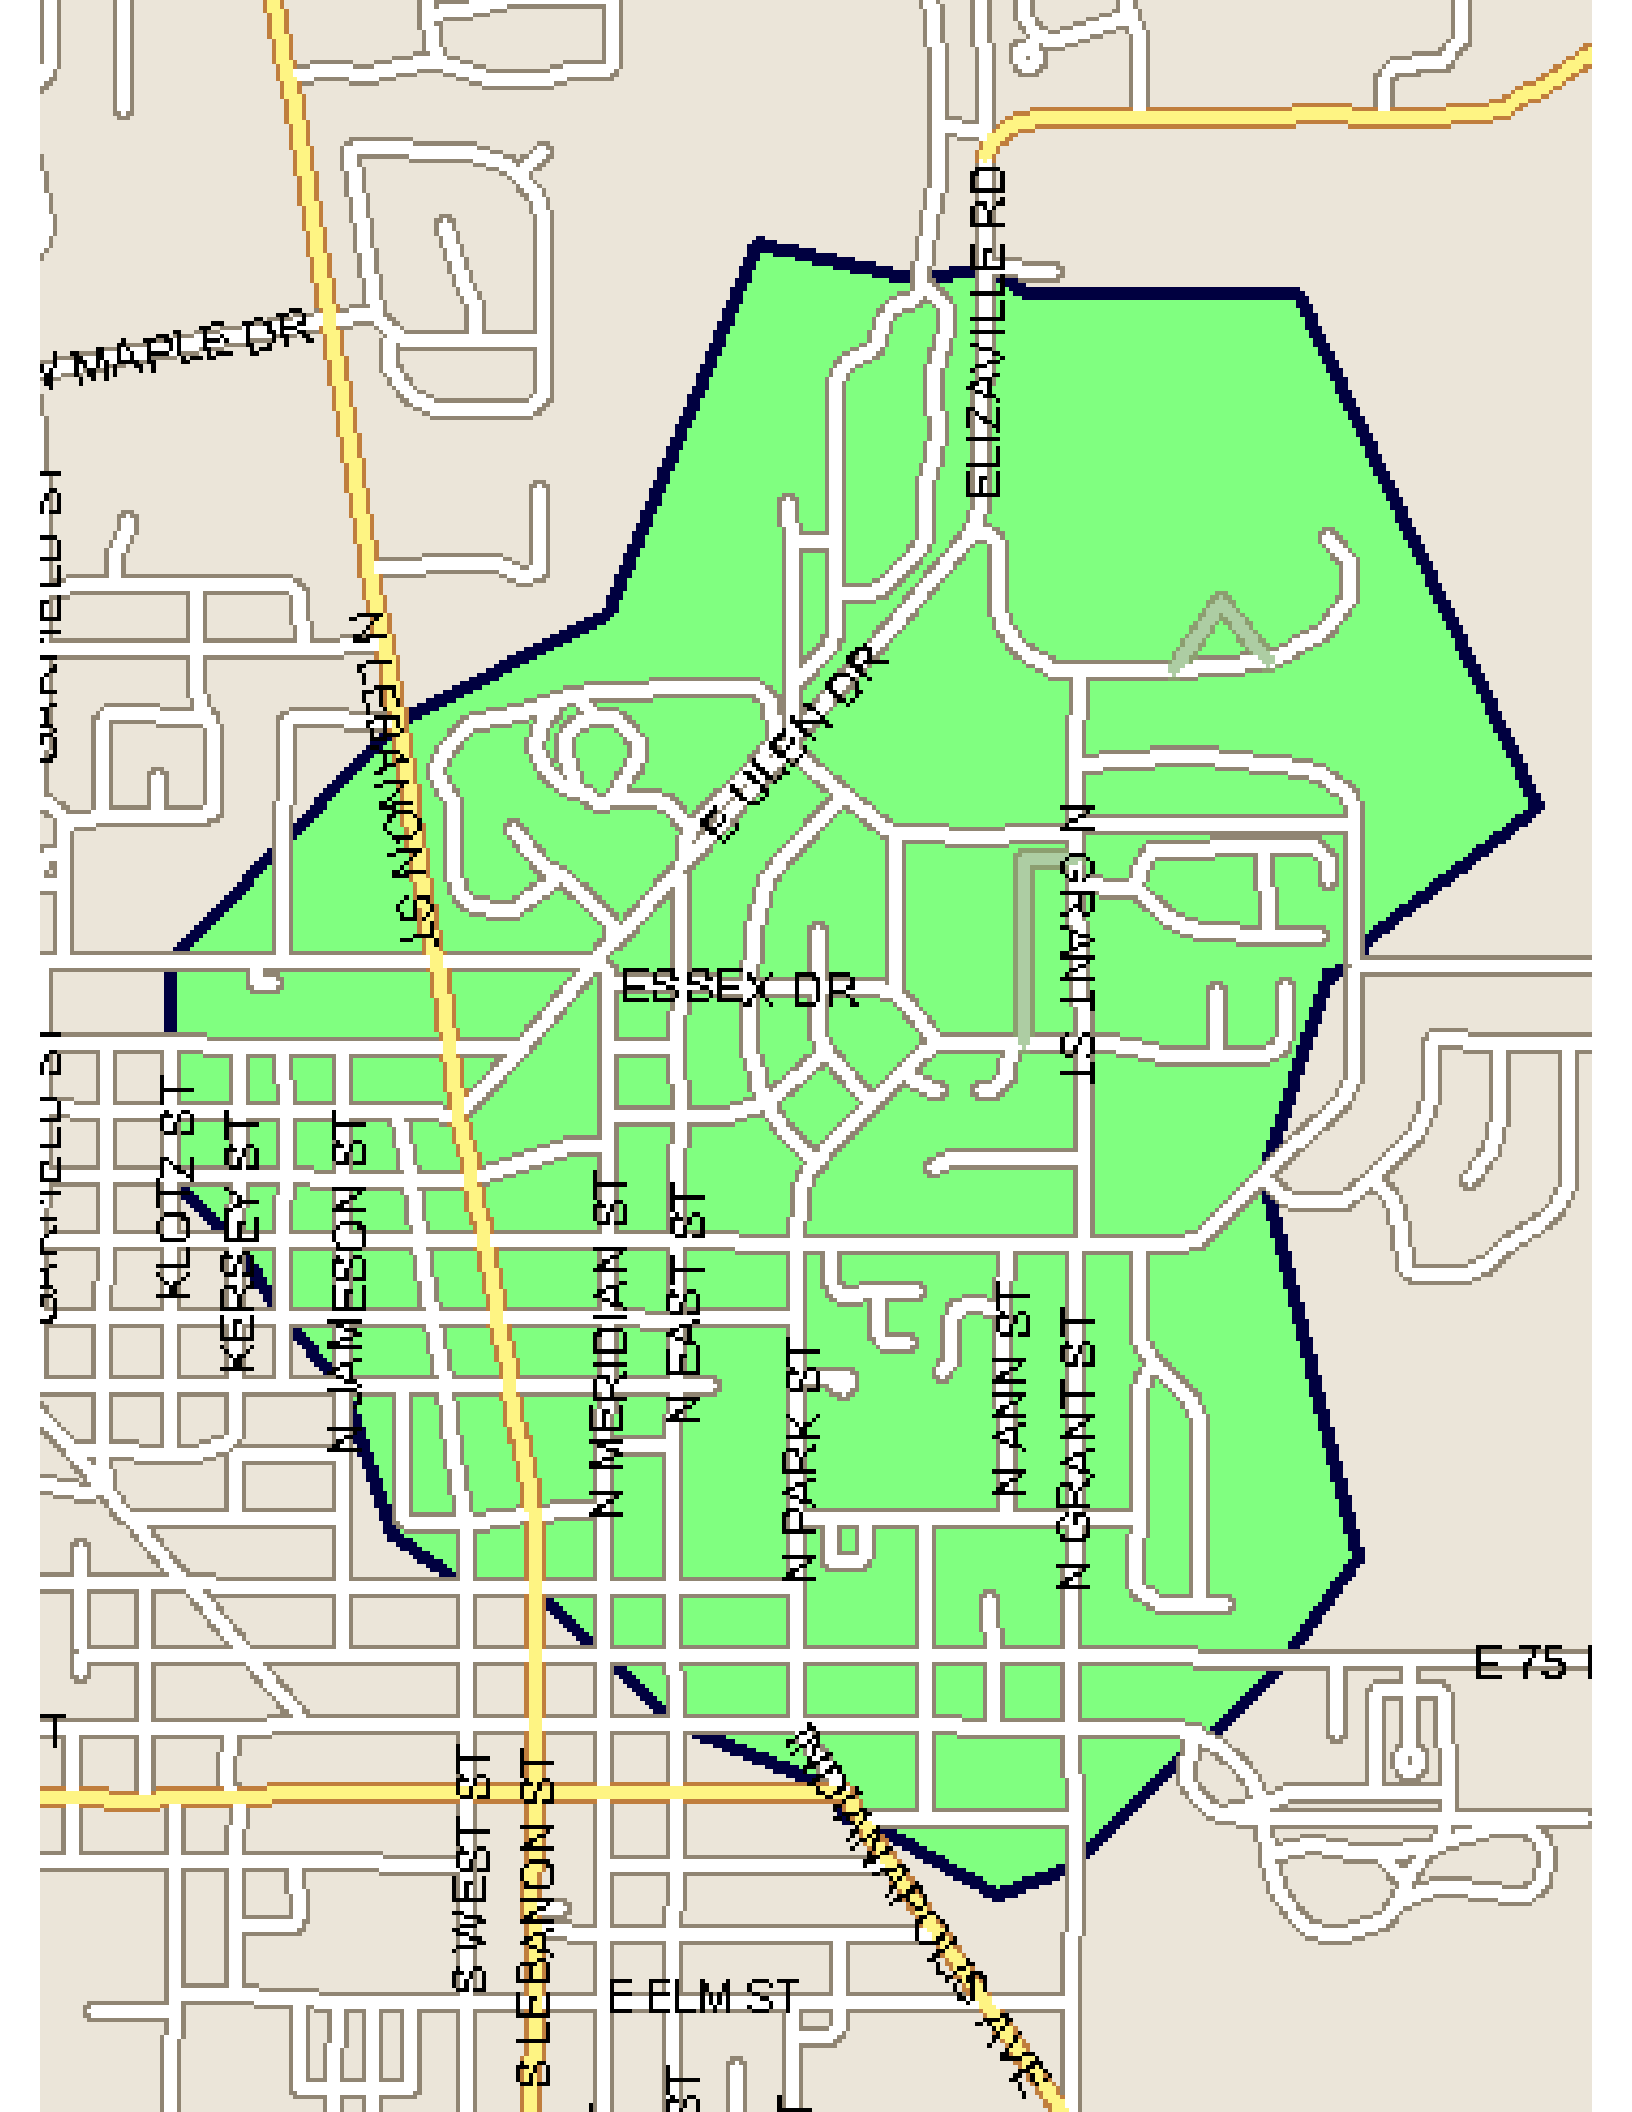 ELIZAVILLE RD
MAPLE DR
N LEBANON ST
E ULEN DR
N GRANT ST
ESSEX DR
KLOTZ ST
KERSEY ST
N JAMESON ST
N MERIDIAN ST
N EAST ST
N PARK ST
N ANN ST
N GRANT ST
E 75
T
S WEST ST
S LEBANON ST
INDIANAPOLIS AVE
E ELM ST
ST